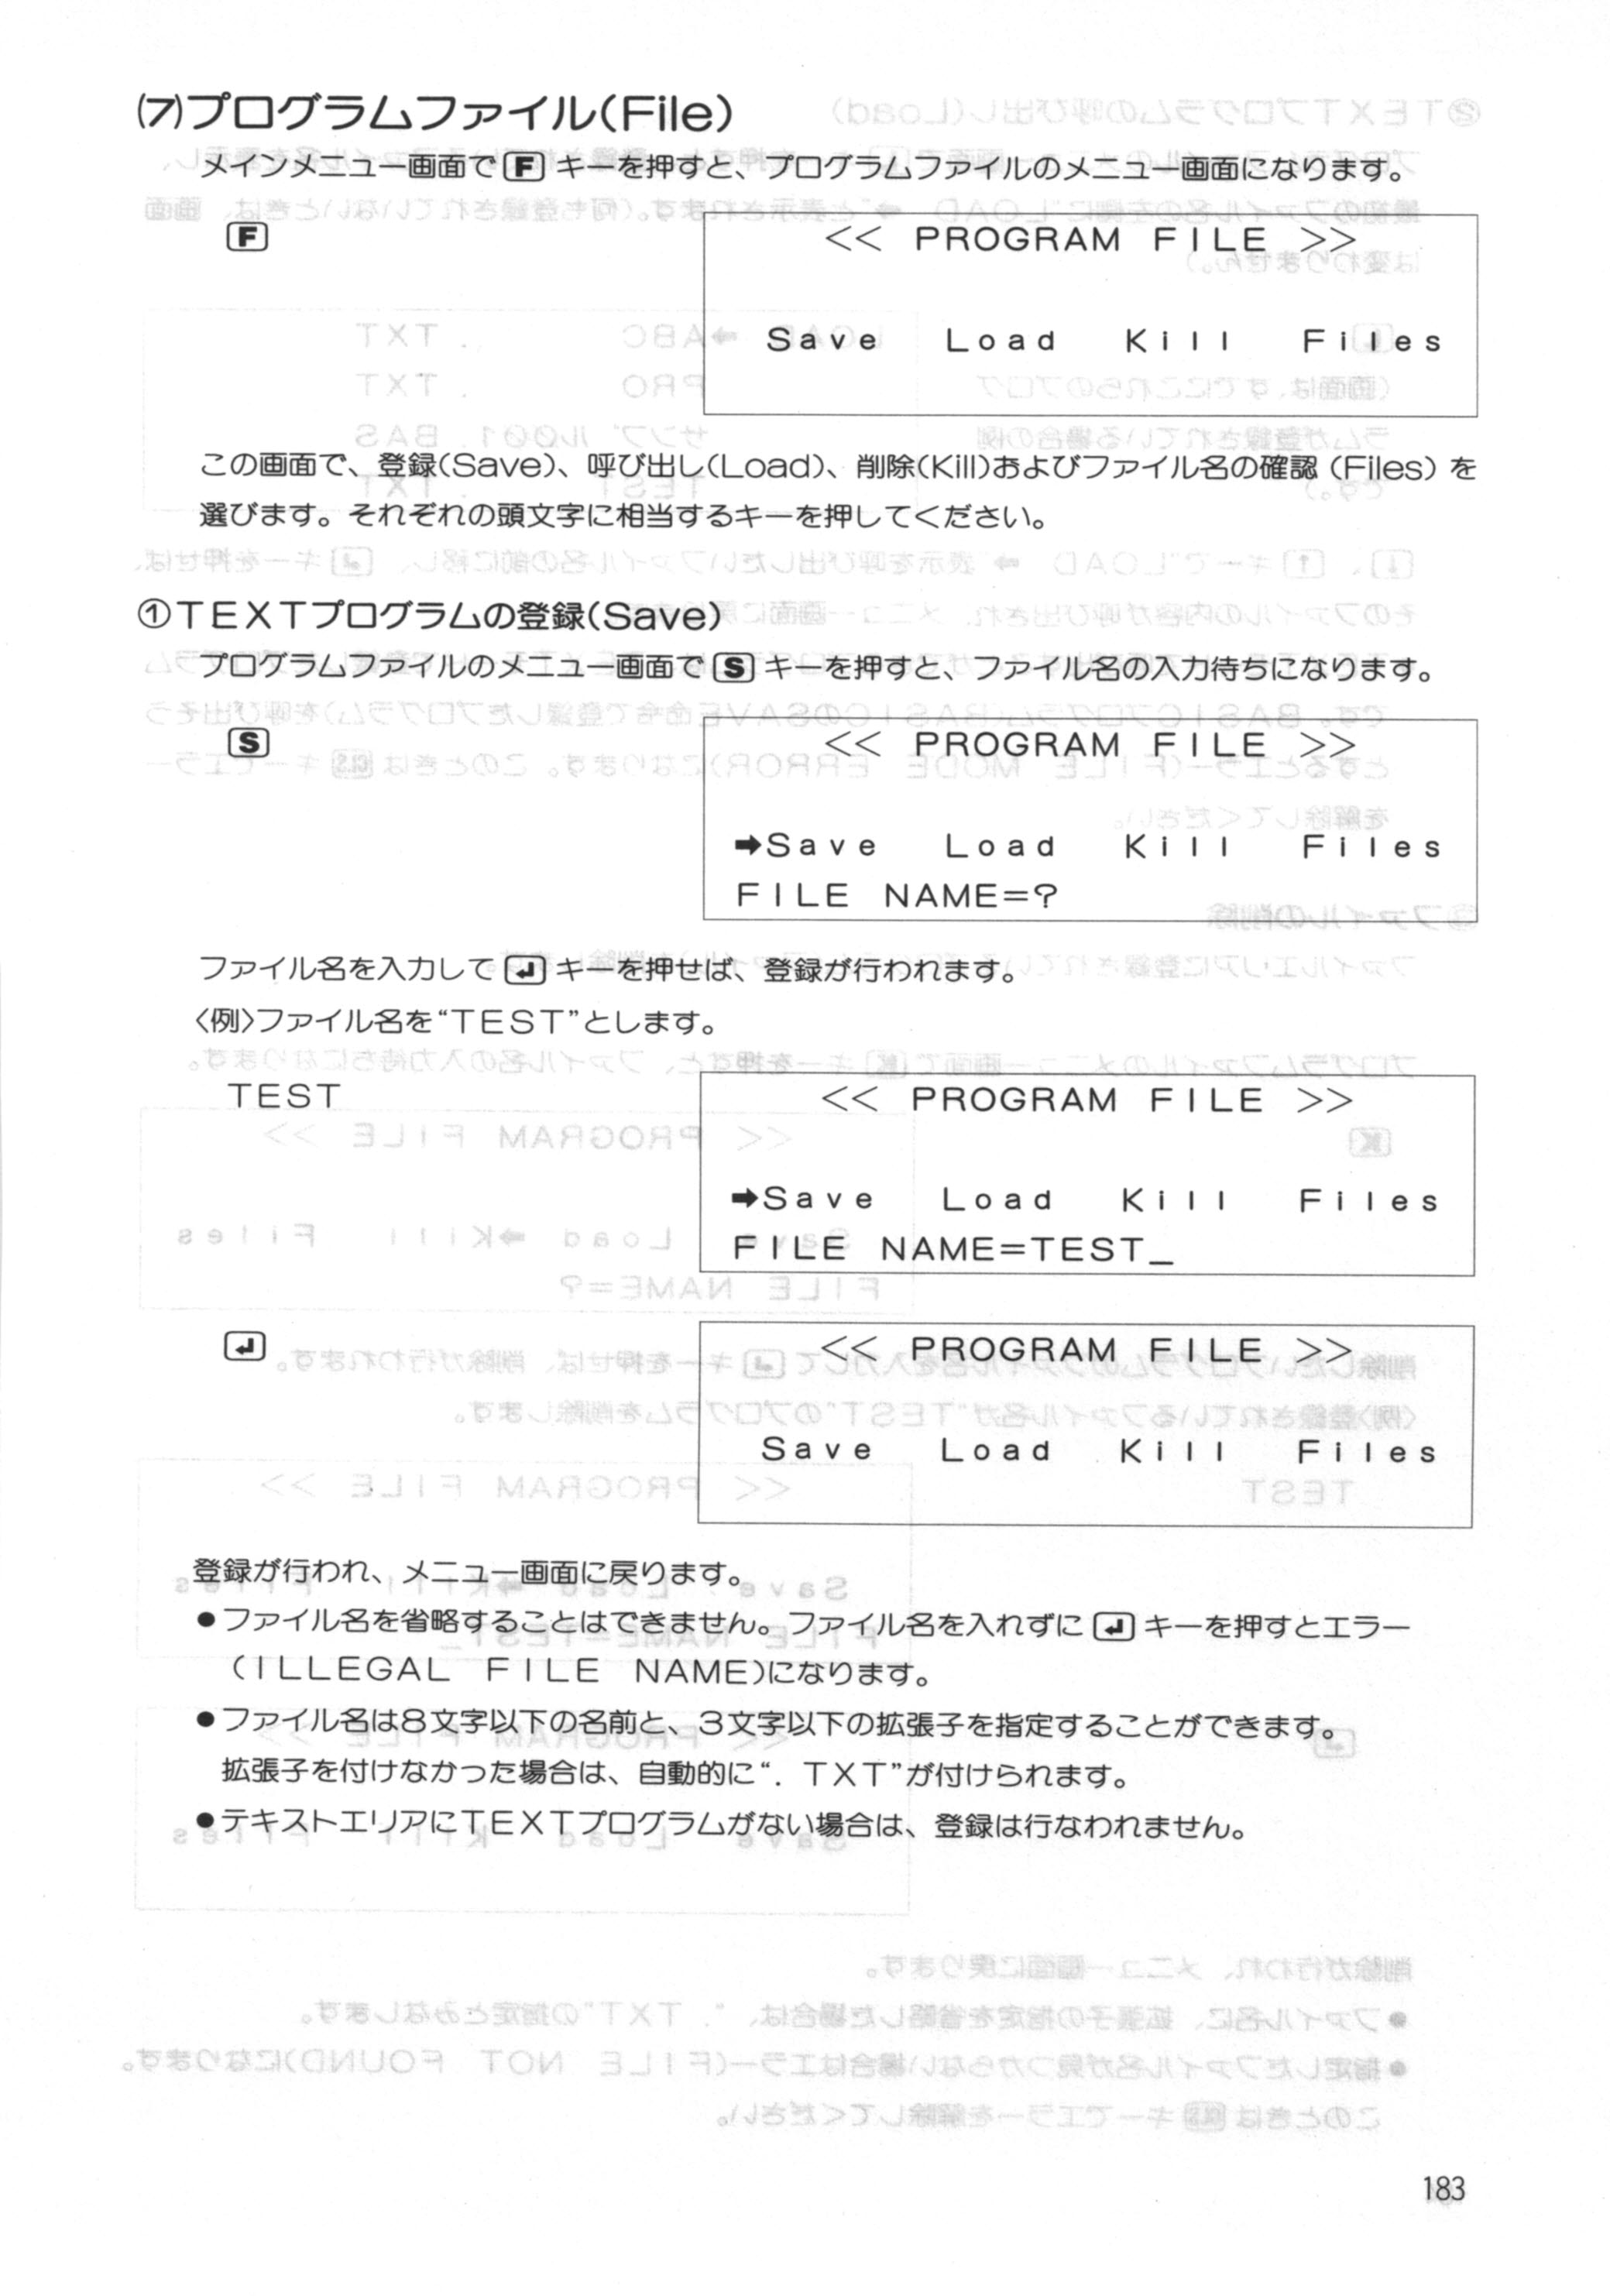 (7)プログラムファイル(File)
メインメニュー画面で F キーを押すと、プログラムファイルのメニュー画面になります。
F
<< PROGRAM FILE >>
Save Load Kill Files
この画面で、登録(Save)、呼び出し(Load)、削除(Kill)およびファイル名の確認(Files)を
選びます。それぞれの頭文字に相当するキーを押してください。
①TEXTプログラムの登録(Save)
プログラムファイルのメニュー画面で S キーを押すと、ファイル名の入力待ちになります。
S
<< PROGRAM FILE >>
➡Save Load Kill Files
FILE NAME=?
ファイル名を入力して ↵ キーを押せば、登録が行われます。
〈例〉ファイル名を“TEST”とします。
TEST
<< PROGRAM FILE >>
➡Save Load Kill Files
FILE NAME=TEST_
↵
<< PROGRAM FILE >>
Save Load Kill Files
登録が行われ、メニュー画面に戻ります。
●ファイル名を省略することはできません。ファイル名を入れずに ↵ キーを押すとエラー
(ILLEGAL FILE NAME)になります。
●ファイル名は8文字以下の名前と、3文字以下の拡張子を指定することができます。
拡張子を付けなかった場合は、自動的に“. TXT”が付けられます。
●テキストエリアにTEXTプログラムがない場合は、登録は行なわれません。
183